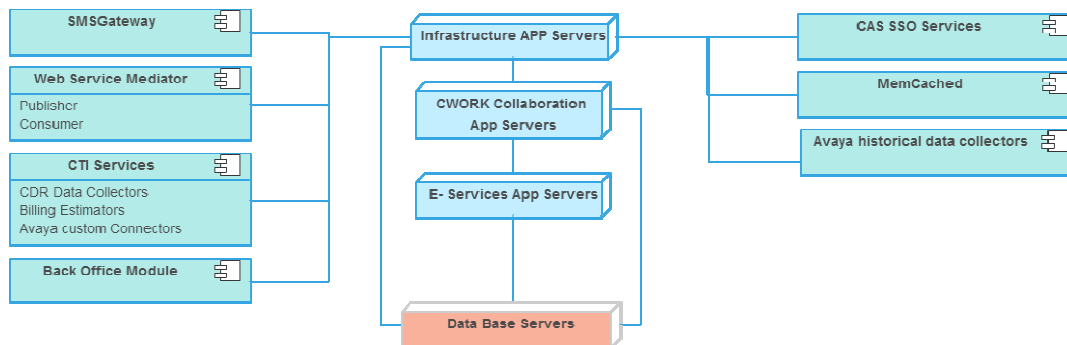 SMSGateway
Web Service Mediator
Publisher
Consumer
CTI Services
CDR Data Collectors
Billing Estimators
Avaya custom Connectors
Back Office Module
Infrastructure APP Servers
CWORK Collaboration
App Servers
E- Services App Servers
Data Base Servers
CAS SSO Services
MemCached
Avaya historical data collectors